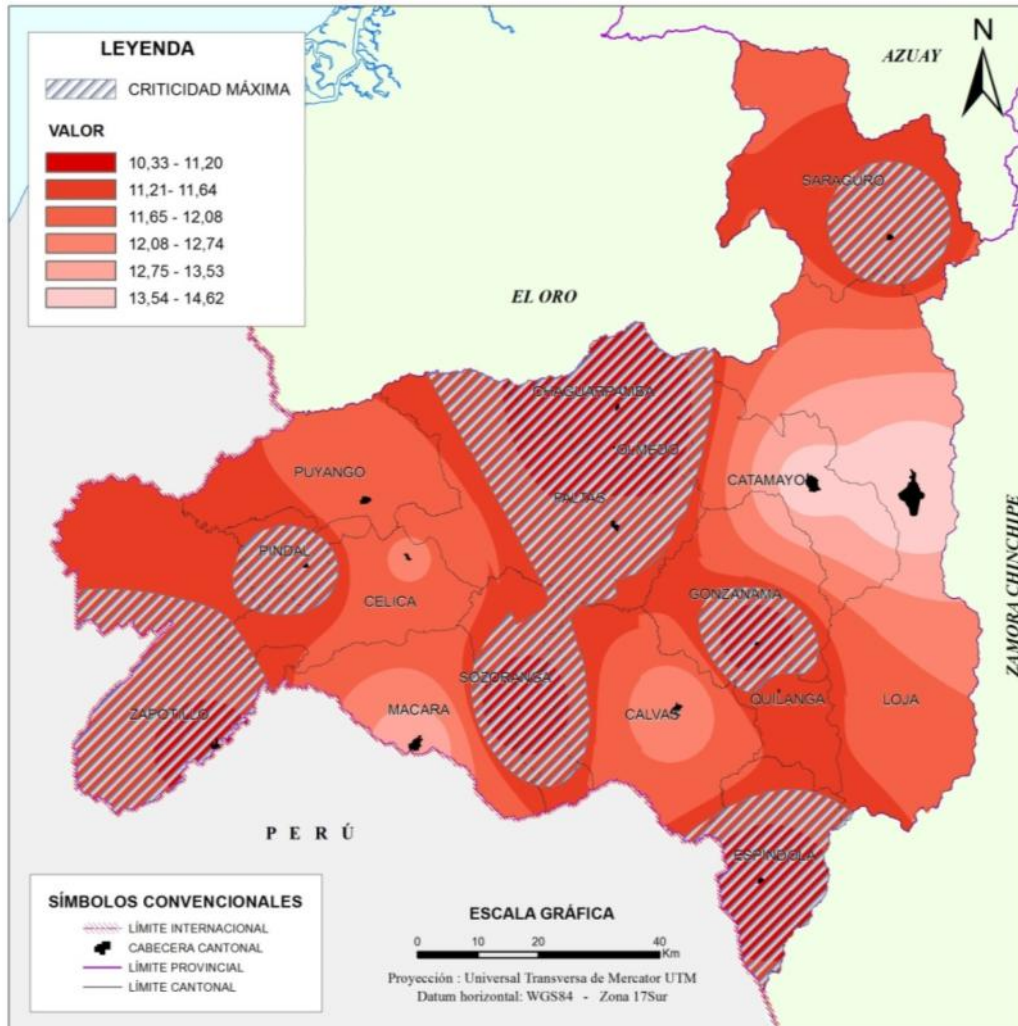 LEYENDA
CRITICIDAD MÁXIMA
VALOR
10,33 - 11,20
11,21- 11,64
11,65 - 12,08
12,08 - 12,74
12,75 - 13,53
13,54 - 14,62
AZUAY
N
SARAGURO
EL ORO
CHAGUARPAMBA
OLMEDO
PUYANGO
CATAMAYO
PALTAS
PINDAL
CELICA
GONZANAMA
ZAMORA CHINCHIPE
SOZORANGA
QUILANGA
LOJA
ZAPOTILLO
MACARA
CALVAS
PERÚ
ESPINDOLA
SÍMBOLOS CONVENCIONALES
LÍMITE INTERNACIONAL
CABECERA CANTONAL
LÍMITE PROVINCIAL
LÍMITE CANTONAL
ESCALA GRÁFICA
0 10 20 40
Km
Proyección : Universal Transversa de Mercator UTM
Datum horizontal: WGS84 - Zona 17Sur